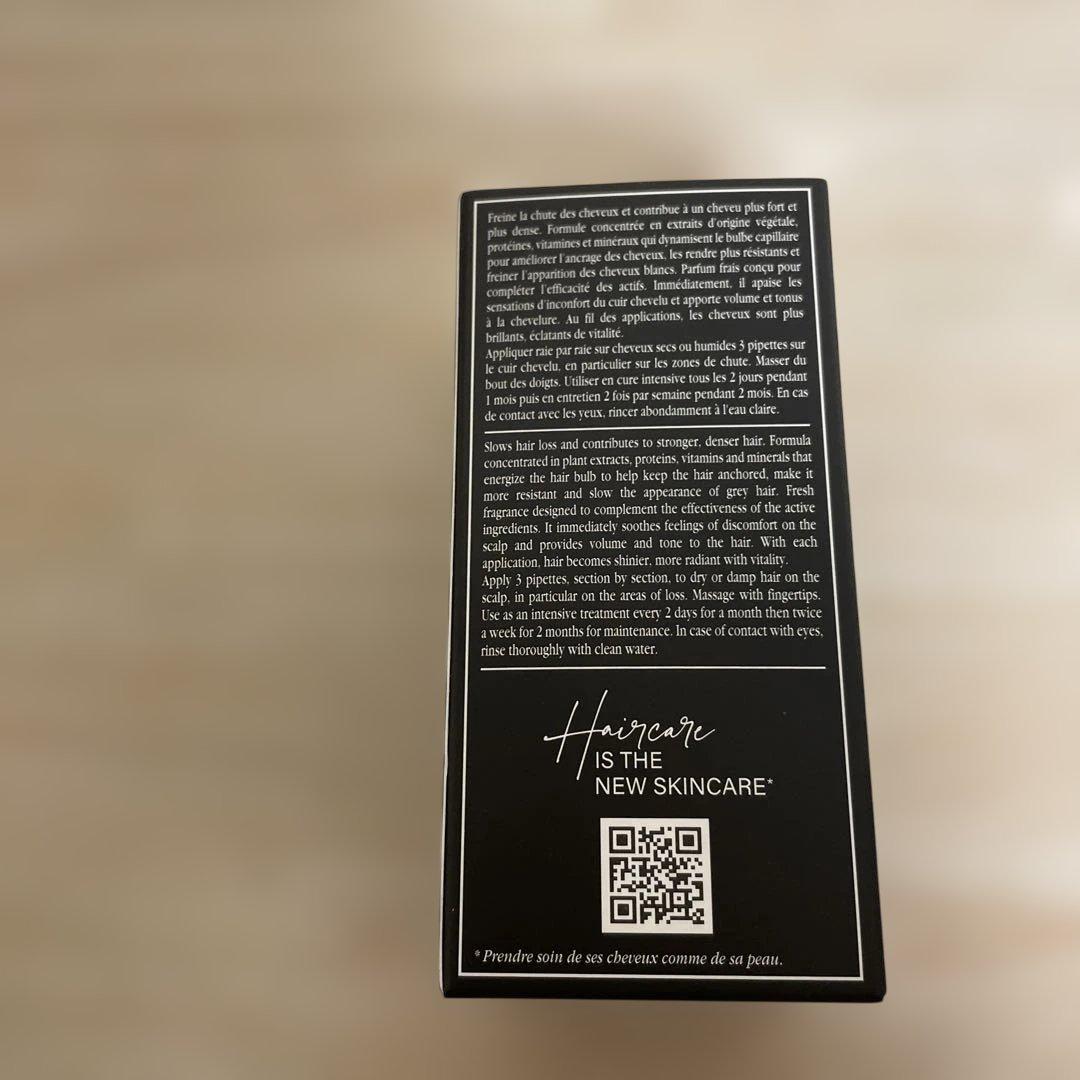 Freine la chute des cheveux et contribue à un cheveu plus fort et
plus dense. Formule concentrée en extraits d'origine végétale,
protéines, vitamines et minéraux qui dynamisent le bulbe capillaire
pour améliorer l'ancrage des cheveux, les rendre plus résistants et
freiner l'apparition des cheveux blancs. Parfum frais conçu pour
compléter l'efficacité des actifs. Immédiatement, il apaise les
sensations d'inconfort du cuir chevelu et apporte volume et tonus
à la chevelure. Au fil des applications, les cheveux sont plus
brillants, éclatants de vitalité.
Appliquer raie par raie sur cheveux secs ou humides 3 pipettes sur
le cuir chevelu, en particulier sur les zones de chute. Masser du
bout des doigts. Utiliser en cure intensive tous les 2 jours pendant
1 mois puis en entretien 2 fois par semaine pendant 2 mois. En cas
de contact avec les yeux, rincer abondamment à l'eau claire.
Slows hair loss and contributes to stronger, denser hair. Formula
concentrated in plant extracts, proteins, vitamins and minerals that
energize the hair bulb to help keep the hair anchored, make it
more resistant and slow the appearance of grey hair. Fresh
fragrance designed to complement the effectiveness of the active
ingredients. It immediately soothes feelings of discomfort on the
scalp and provides volume and tone to the hair. With each
application, hair becomes shinier, more radiant with vitality.
Apply 3 pipettes, section by section, to dry or damp hair on the
scalp, in particular on the areas of loss. Massage with fingertips.
Use as an intensive treatment every 2 days for a month then twice
a week for 2 months for maintenance. In case of contact with eyes,
rinse thoroughly with clean water.
Haircare
IS THE
NEW SKINCARE*
* Prendre soin de ses cheveux comme de sa peau.